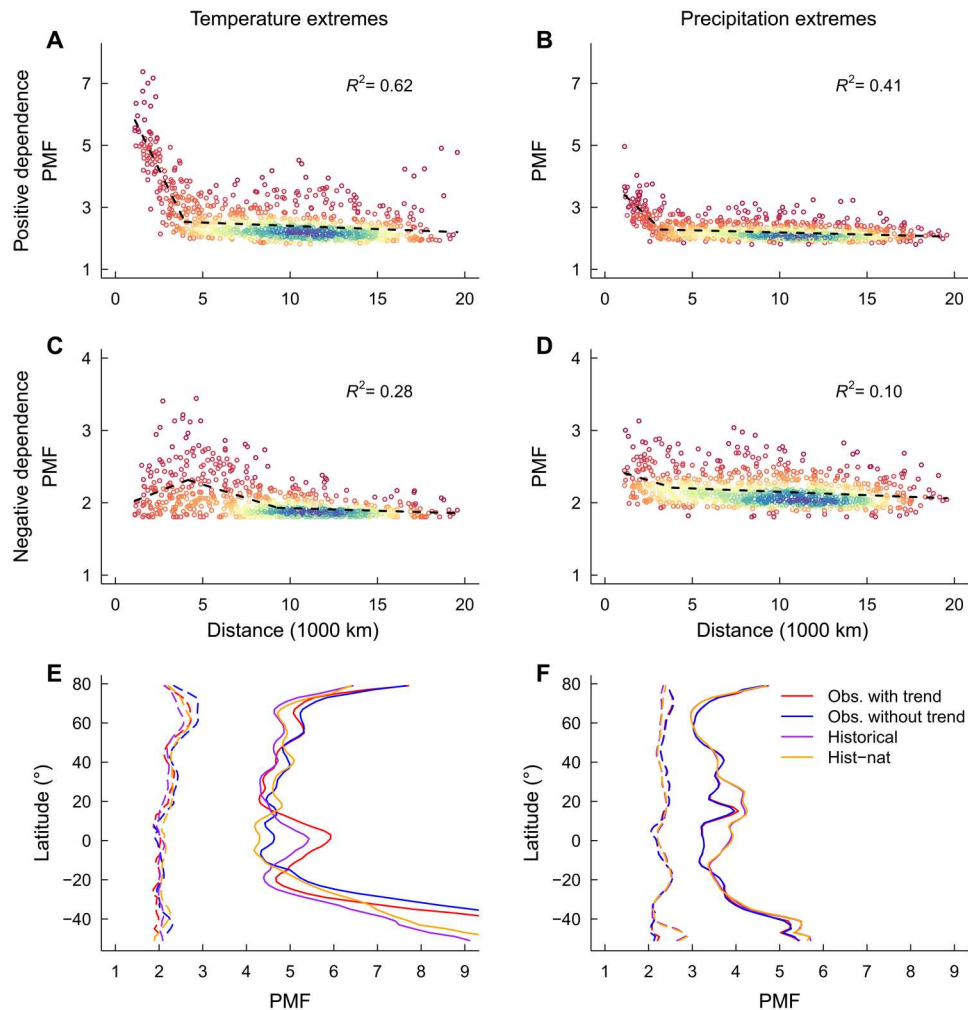 Temperature extremes
Precipitation extremes
A
B
Positive dependence
PMF
7
5
3
1
R² = 0.62
0 5 10 15 20
PMF
7
5
3
1
R² = 0.41
0 5 10 15 20
C
D
Negative dependence
PMF
4
3
2
1
R² = 0.28
0 5 10 15 20
Distance (1000 km)
PMF
4
3
2
1
R² = 0.10
0 5 10 15 20
Distance (1000 km)
E
F
Latitude (°)
80
60
40
20
0
−20
−40
1 2 3 4 5 6 7 8 9
PMF
Latitude (°)
80
60
40
20
0
−20
−40
Obs. with trend
Obs. without trend
Historical
Hist−nat
1 2 3 4 5 6 7 8 9
PMF